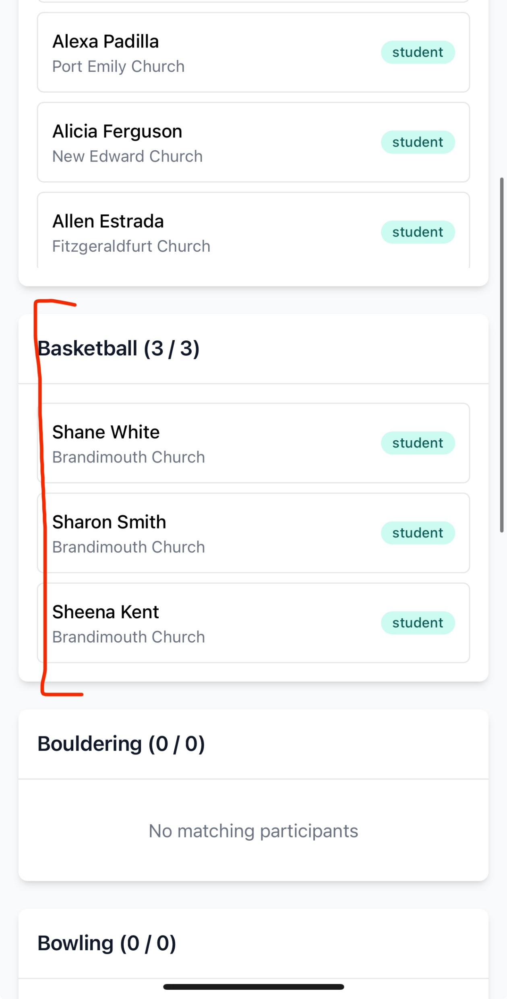 Alexa Padilla
Port Emily Church
student
Alicia Ferguson
New Edward Church
student
Allen Estrada
Fitzgeraldfurt Church
student
Basketball (3 / 3)
Shane White
Brandimouth Church
student
Sharon Smith
Brandimouth Church
student
Sheena Kent
Brandimouth Church
student
Bouldering (0 / 0)
No matching participants
Bowling (0 / 0)